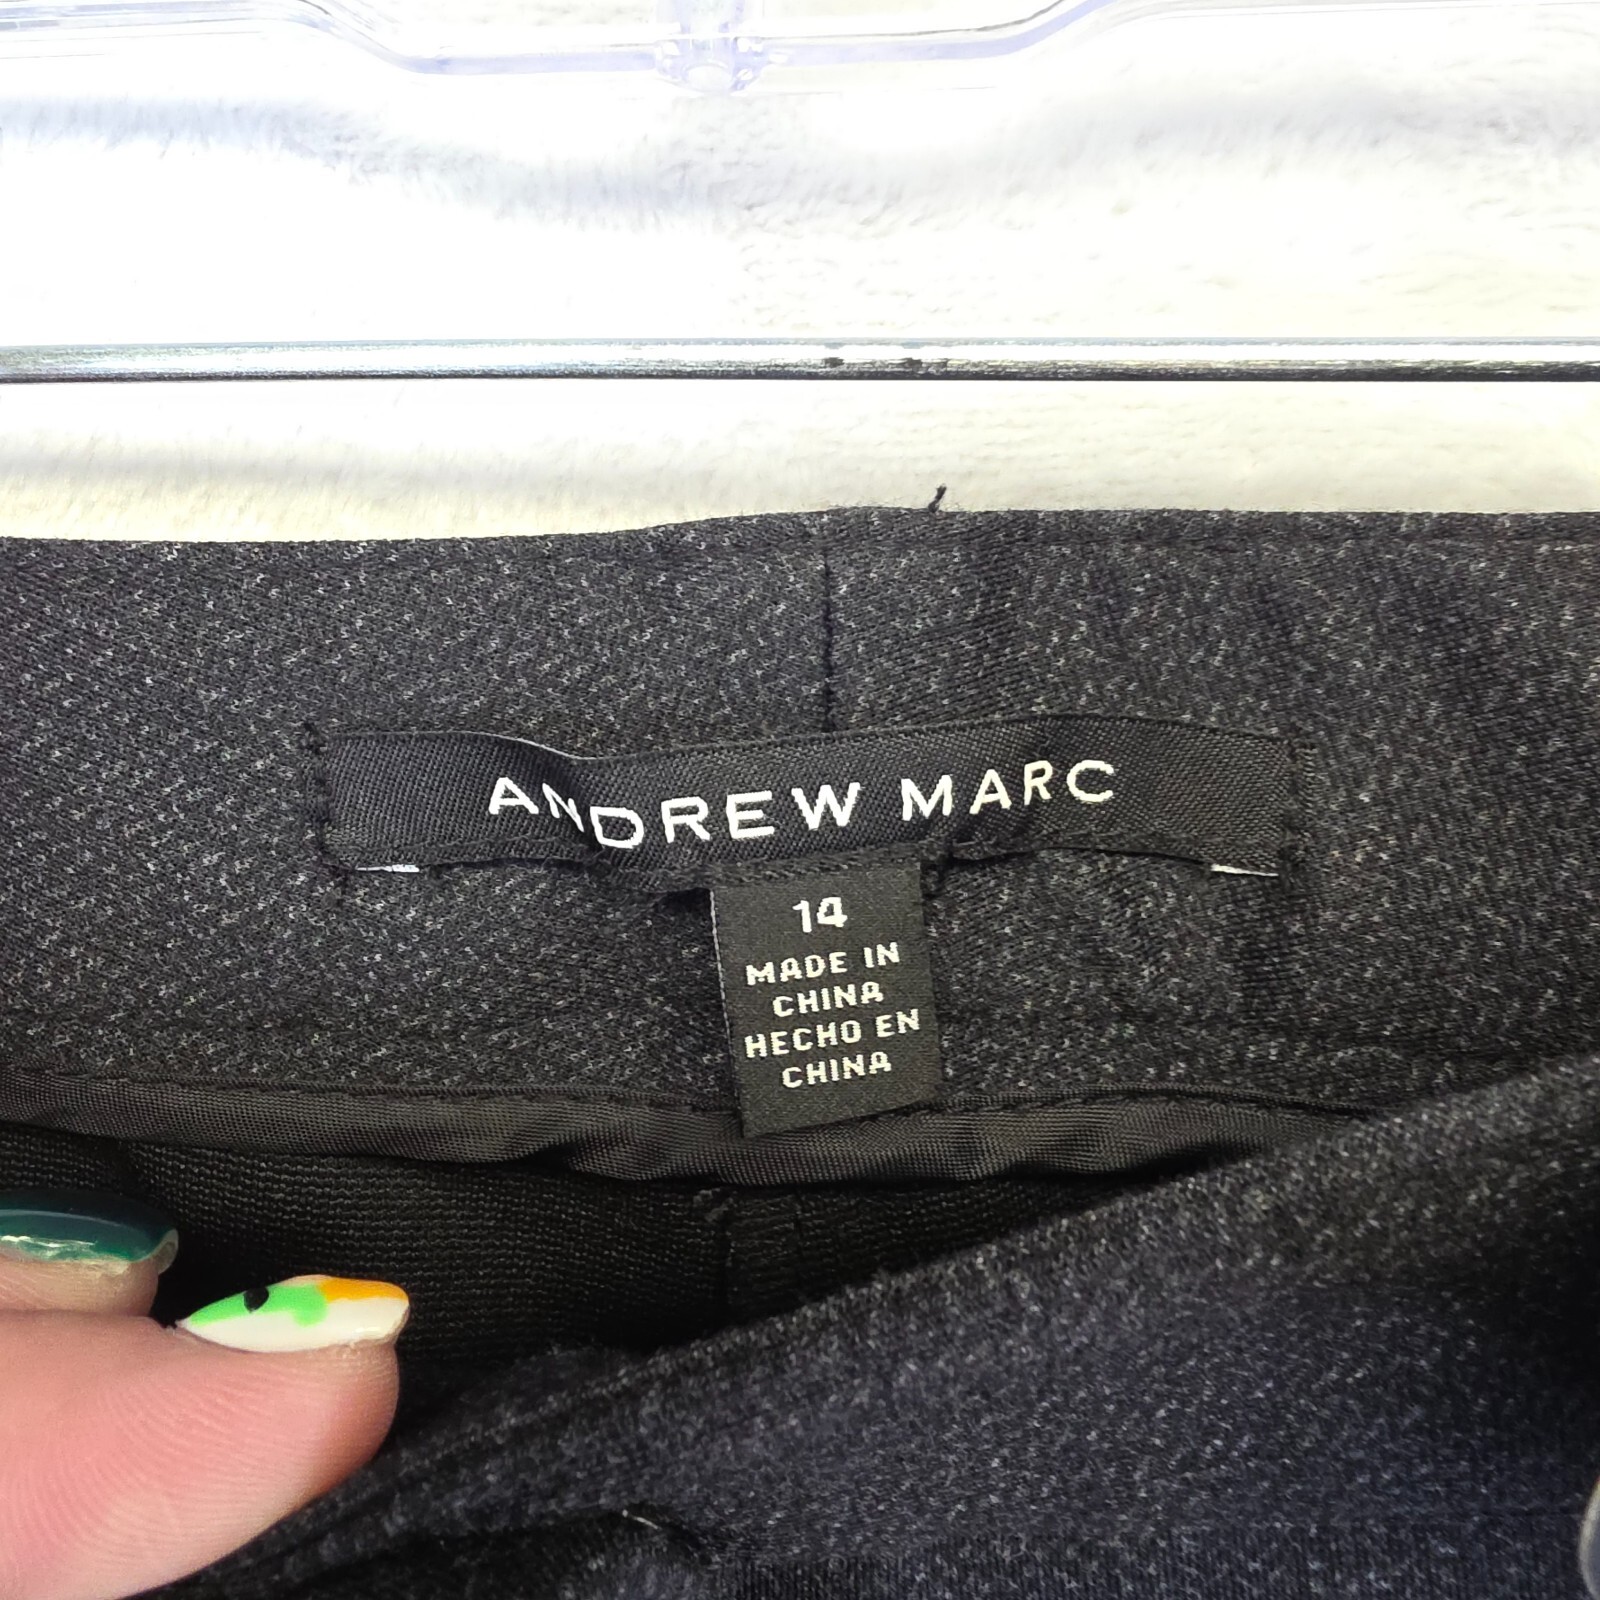 ANDREW MARC
14
MADE IN
CHINA
HECHO EN
CHINA